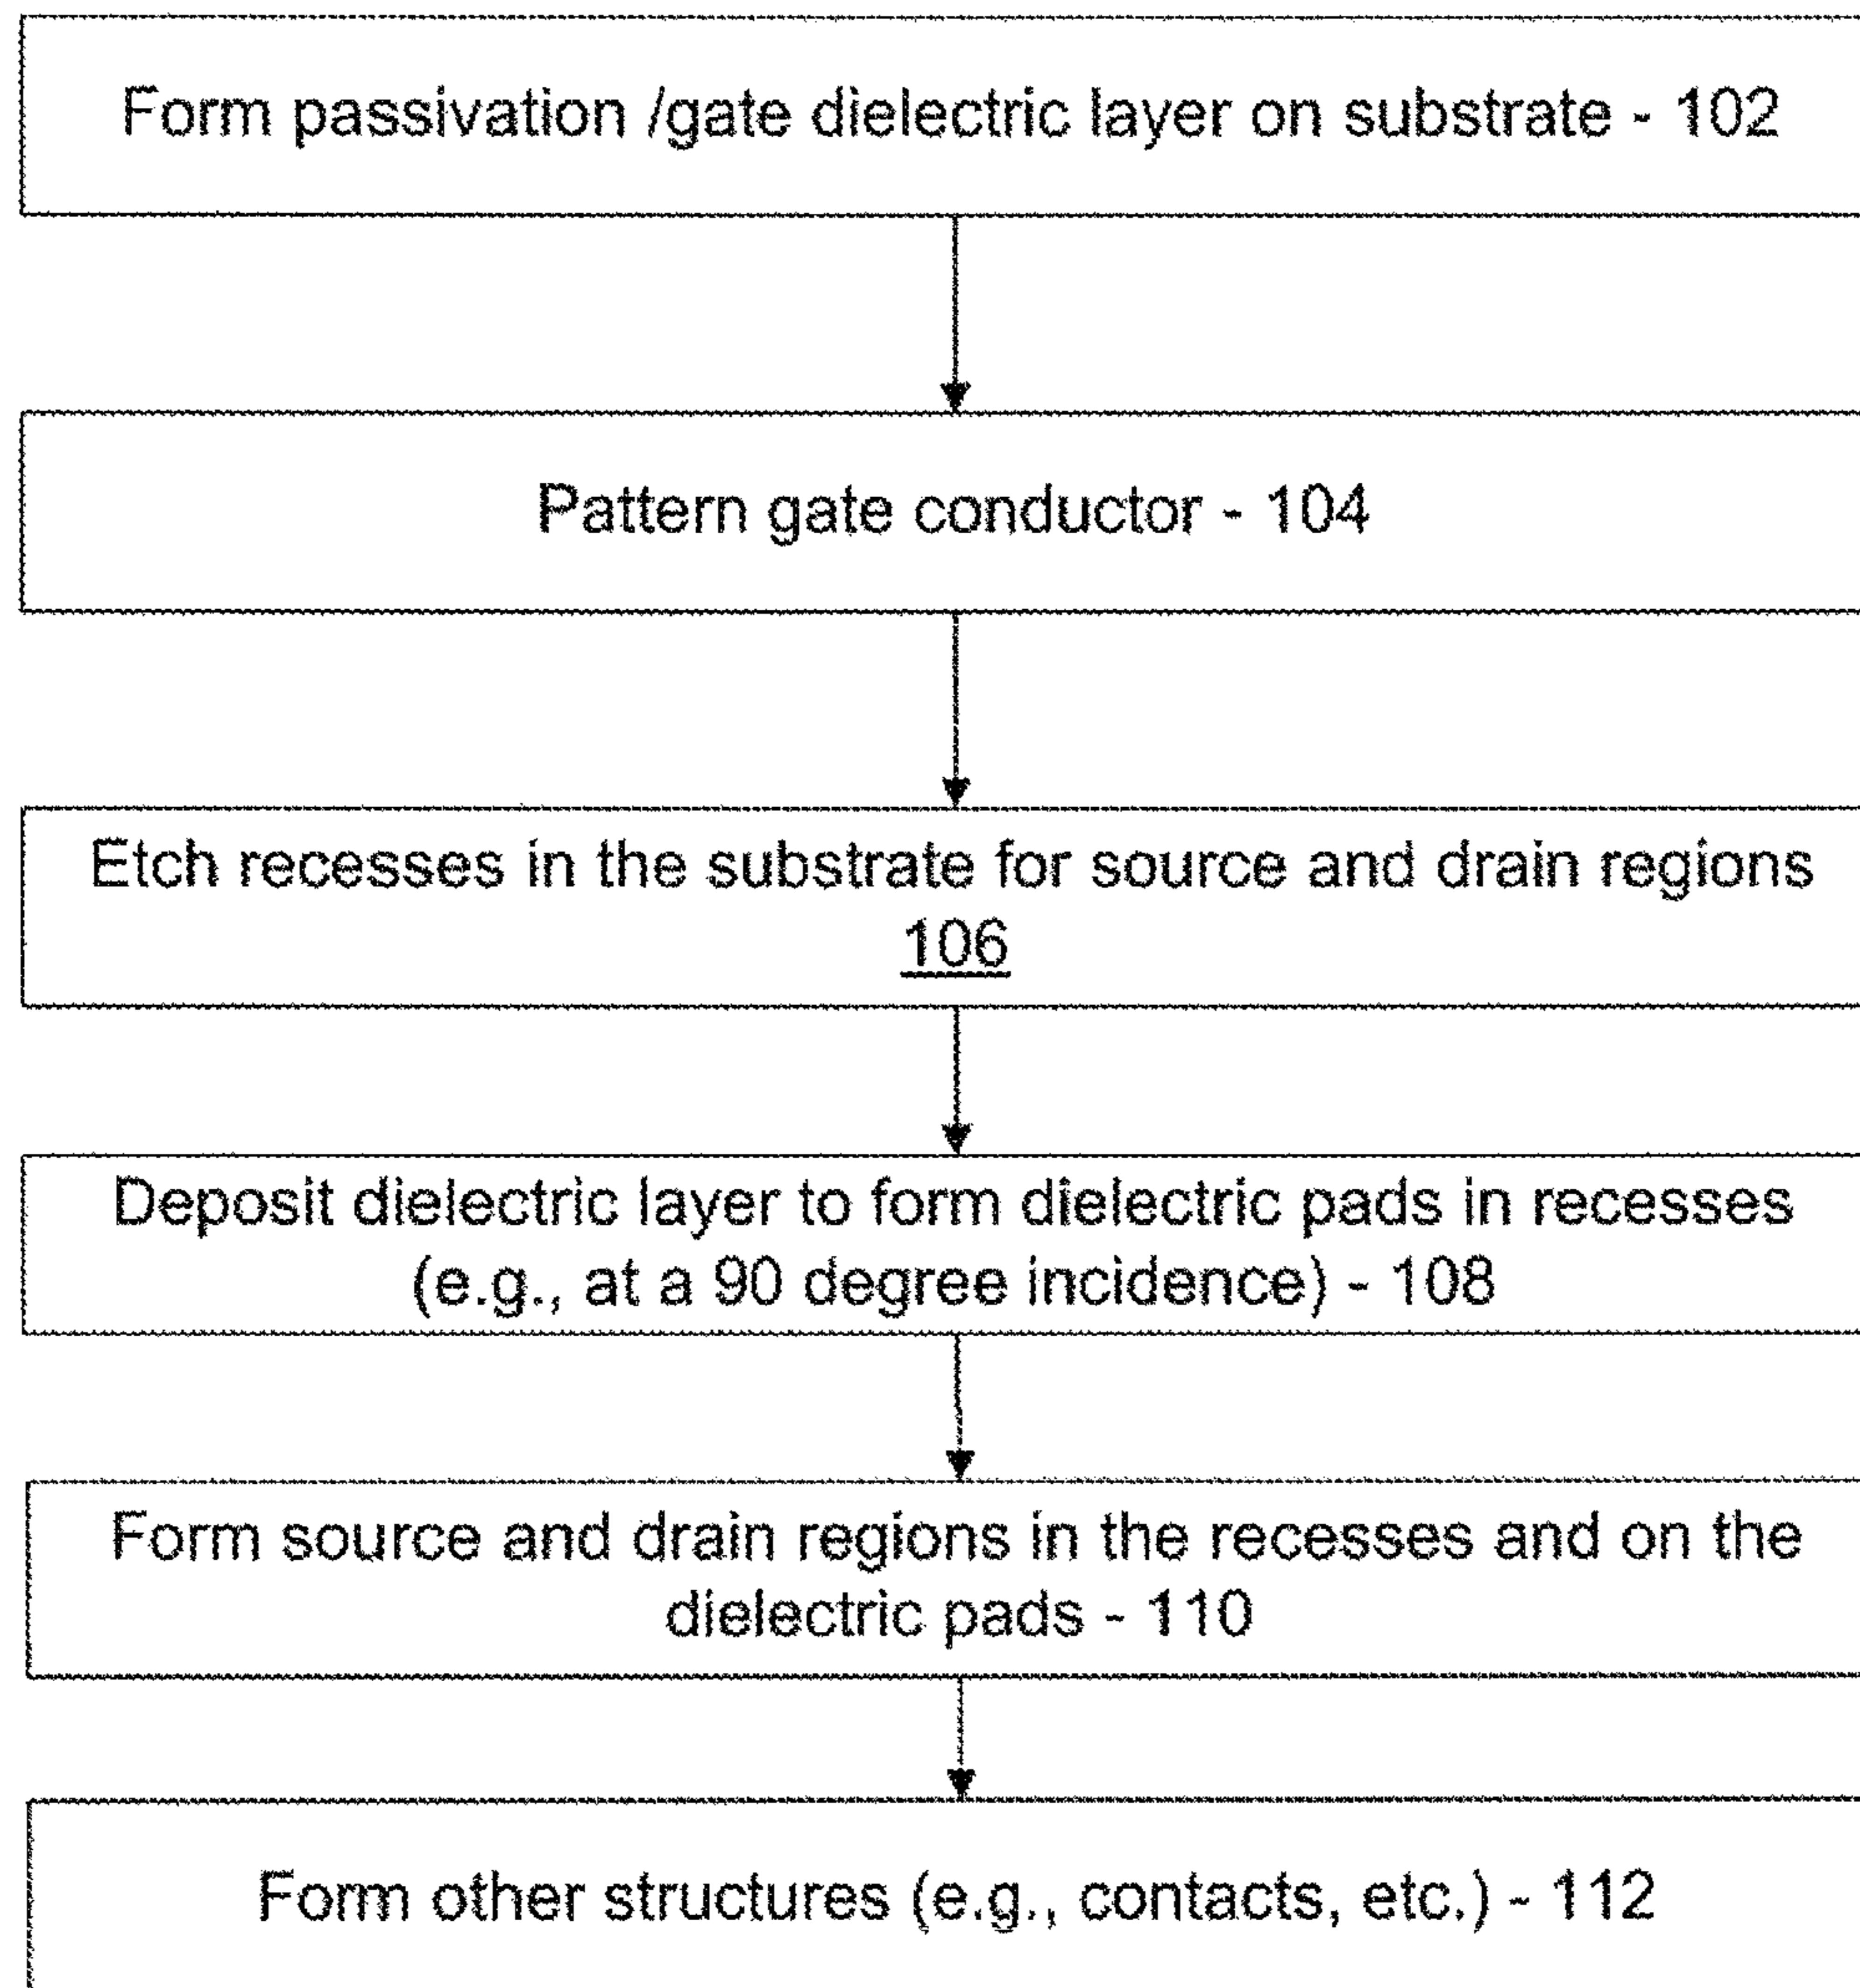 Form passivation /gate dielectric layer on substrate - 102
Pattern gate conductor - 104
Etch recesses in the substrate for source and drain regions
106
Deposit dielectric layer to form dielectric pads in recesses
(e.g., at a 90 degree incidence) - 108
Form source and drain regions in the recesses and on the
dielectric pads - 110
Form other structures (e.g., contacts, etc.) - 112